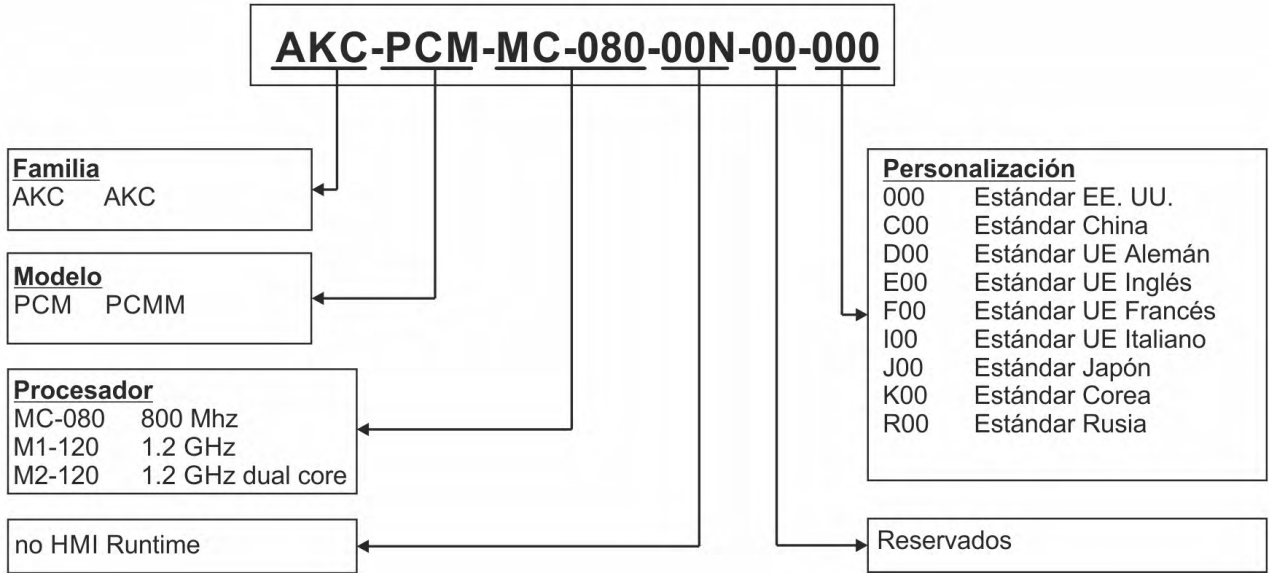 AKC-PCM-MC-080-00N-00-000
Familia
AKC AKC
Modelo
PCM PCMM
Procesador
MC-080 800 Mhz
M1-120 1.2 GHz
M2-120 1.2 GHz dual core
no HMI Runtime
Personalización
000 Estándar EE. UU.
C00 Estándar China
D00 Estándar UE Alemán
E00 Estándar UE Inglés
F00 Estándar UE Francés
I00 Estándar UE Italiano
J00 Estándar Japón
K00 Estándar Corea
R00 Estándar Rusia
Reservados